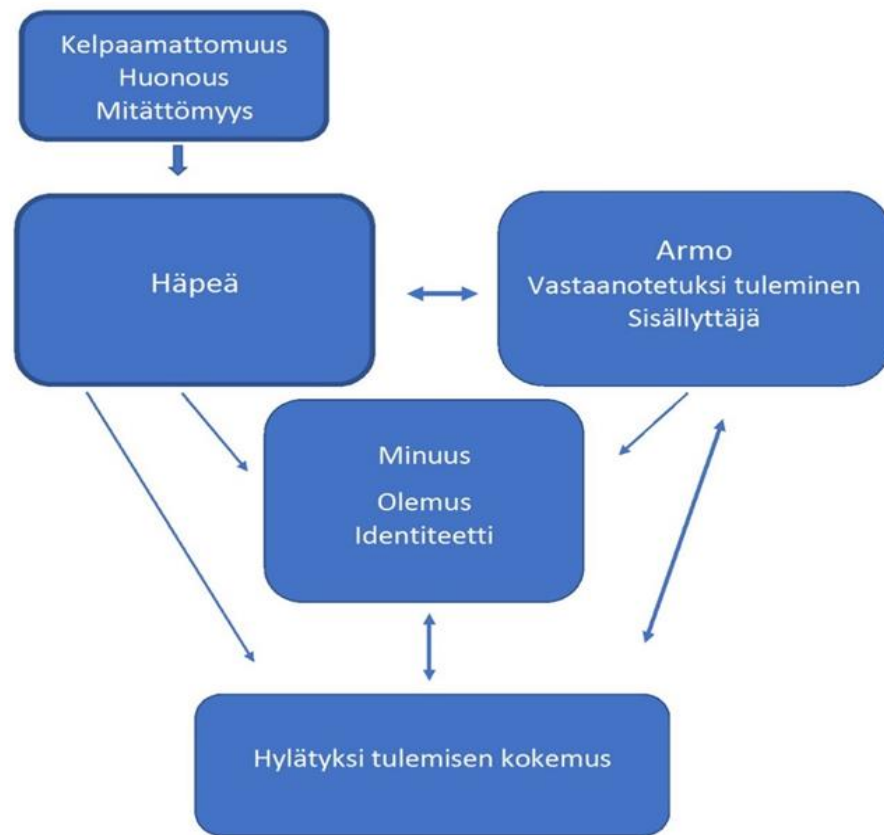 Kelpaamattomuus
Huonous
Mitättömyys
Häpeä
Armo
Vastaanotetuksi tuleminen
Sisällyttäjä
Minuus
Olemus
Identiteetti
Hylätyksi tulemisen kokemus